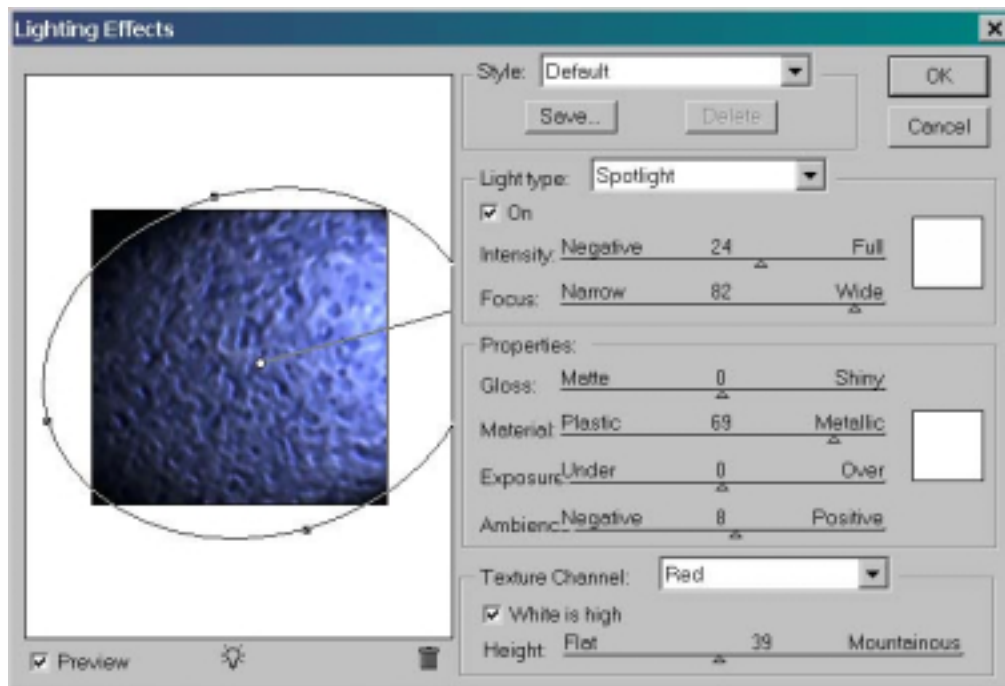 Lighting Effects
Style: Default
OK
Save... Delete
Cancel
Light type: Spotlight
On
Intensity: Negative 24 Full
Focus: Narrow 82 Wide
Properties:
Gloss: Matte 0 Shiny
Material: Plastic 69 Metallic
Exposure Under 0 Over
Ambienc. Negative 8 Positive
Texture Channel: Red
White is high
Height: Flat 39 Mountainous
Preview